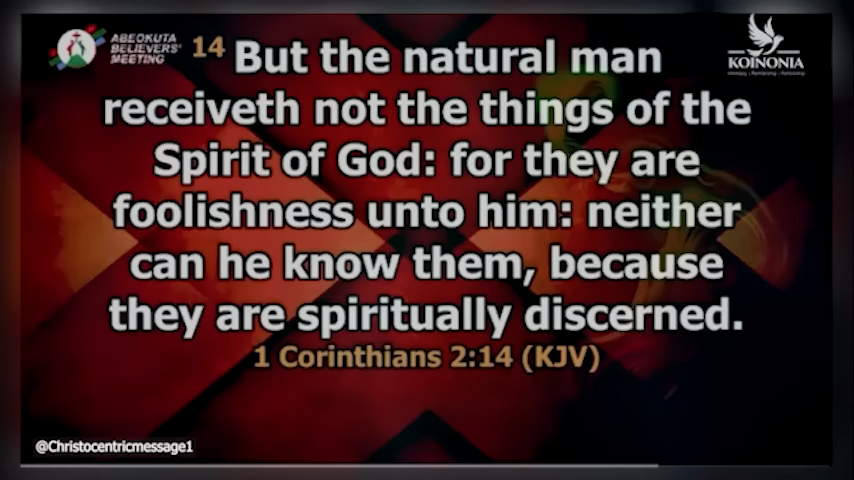 ABEOKUTA
BELIEVERS'
MEETING
KOINONIA
14 But the natural man
receiveth not the things of the
Spirit of God: for they are
foolishness unto him: neither
can he know them, because
they are spiritually discerned.
1 Corinthians 2:14 (KJV)
@Christocentricmessage1